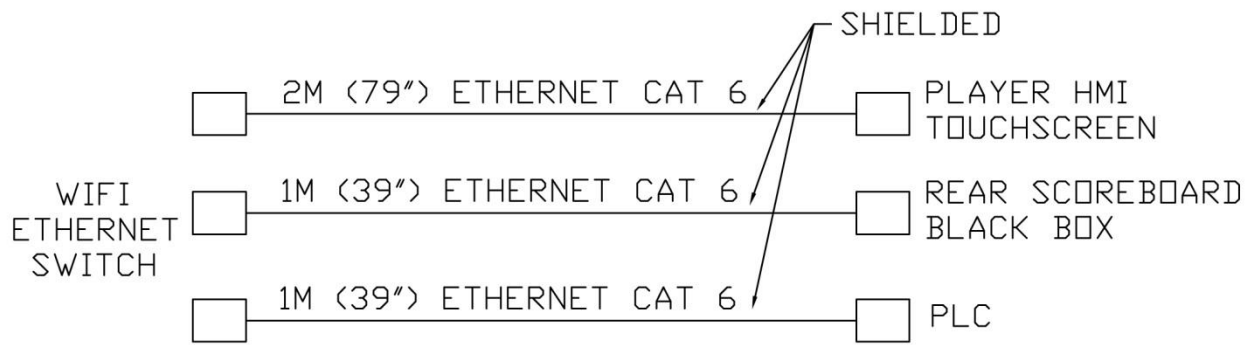 SHIELDED
2M (79") ETHERNET CAT 6
PLAYER HMI
TOUCHSCREEN
WIFI
ETHERNET
SWITCH
1M (39") ETHERNET CAT 6
REAR SCOREBOARD
BLACK BOX
1M (39") ETHERNET CAT 6
PLC